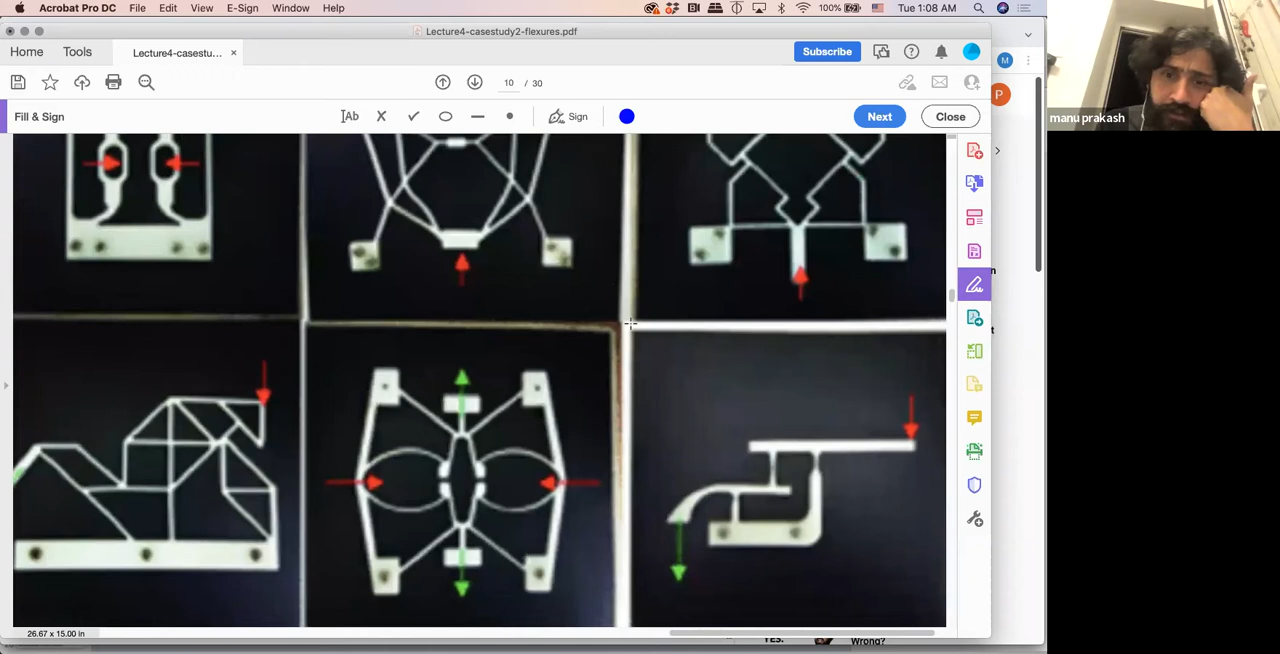 Acrobat Pro DC File Edit View E-Sign Window Help 100% Tue 1:08 AM
Lecture4-casestudy2-flexures.pdf
Home Tools Lecture4-casestu... × Subscribe
10 / 30
Fill & Sign Ab Sign Next Close
M
P
manu prakash
n
t
26.67 x 15.00 in
YES. Wrong?